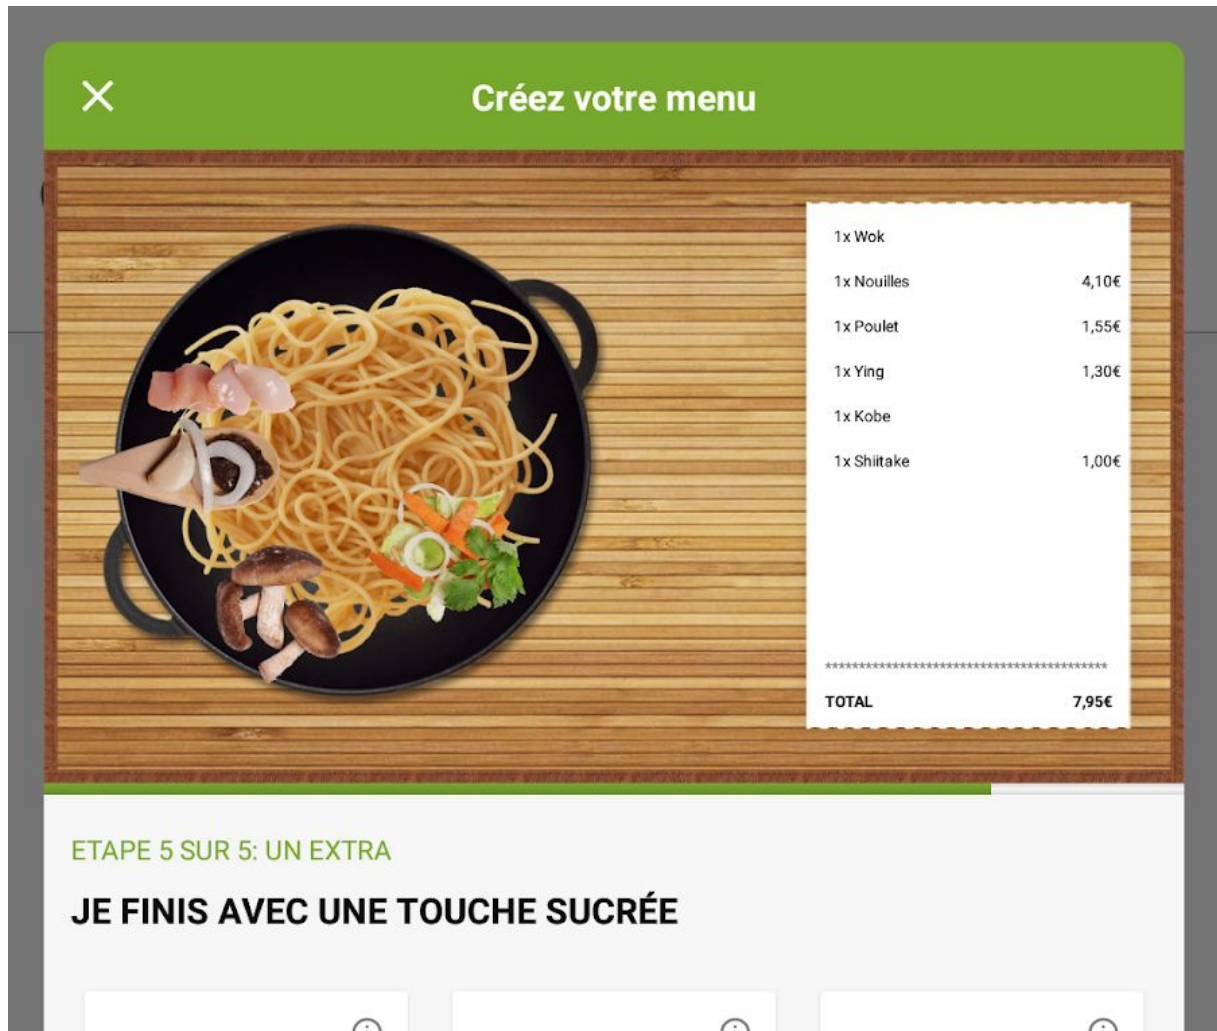 Créez votre menu
1x Wok
1x Nouilles 4,10€
1x Poulet 1,55€
1x Ying 1,30€
1x Kobe
1x Shiitake 1,00€
*******************************************
TOTAL 7,95€
ETAPE 5 SUR 5: UN EXTRA
JE FINIS AVEC UNE TOUCHE SUCRÉE